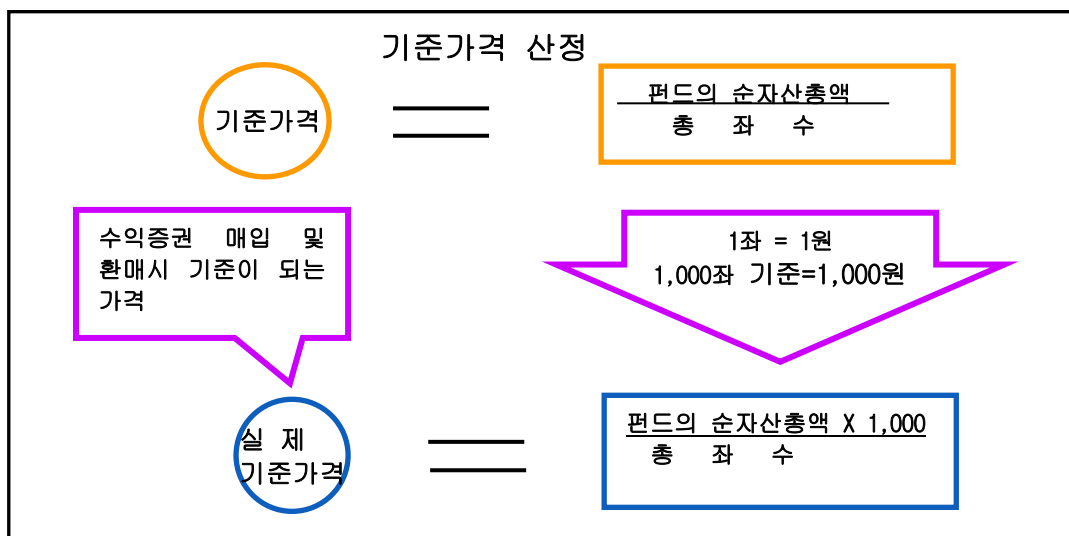 기준가격 산정
기준가격
펀드의 순자산총액
총 좌 수
수익증권 매입 및
환매시 기준이 되는
가격
1좌 = 1원
1,000좌 기준=1,000원
실 제
기준가격
펀드의 순자산총액 X 1,000
총 좌 수